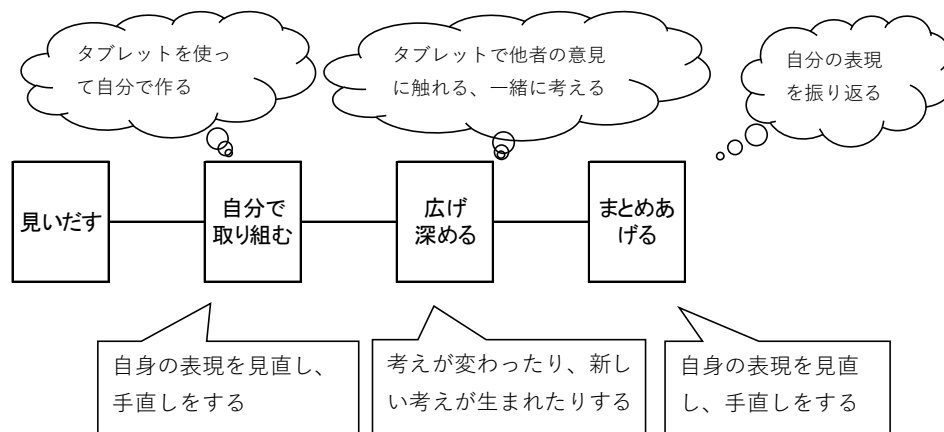 タブレットを使っ
て自分で作る
タブレットで他者の意見
に触れる、一緒に考える
自分の表現
を振り返る
見いだす
自分で
取り組む
広げ
深める
まとめあ
げる
自身の表現を見直し、
手直しをする
考えが変わったり、新し
い考えが生まれたりする
自身の表現を見直
し、手直しをする